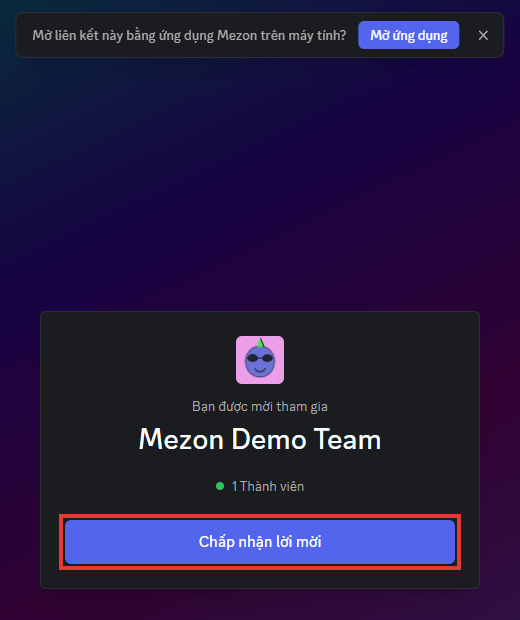 Mở liên kết này bằng ứng dụng Mezon trên máy tính?
Mở ứng dụng
Bạn được mời tham gia
Mezon Demo Team
1 Thành viên
Chấp nhận lời mời